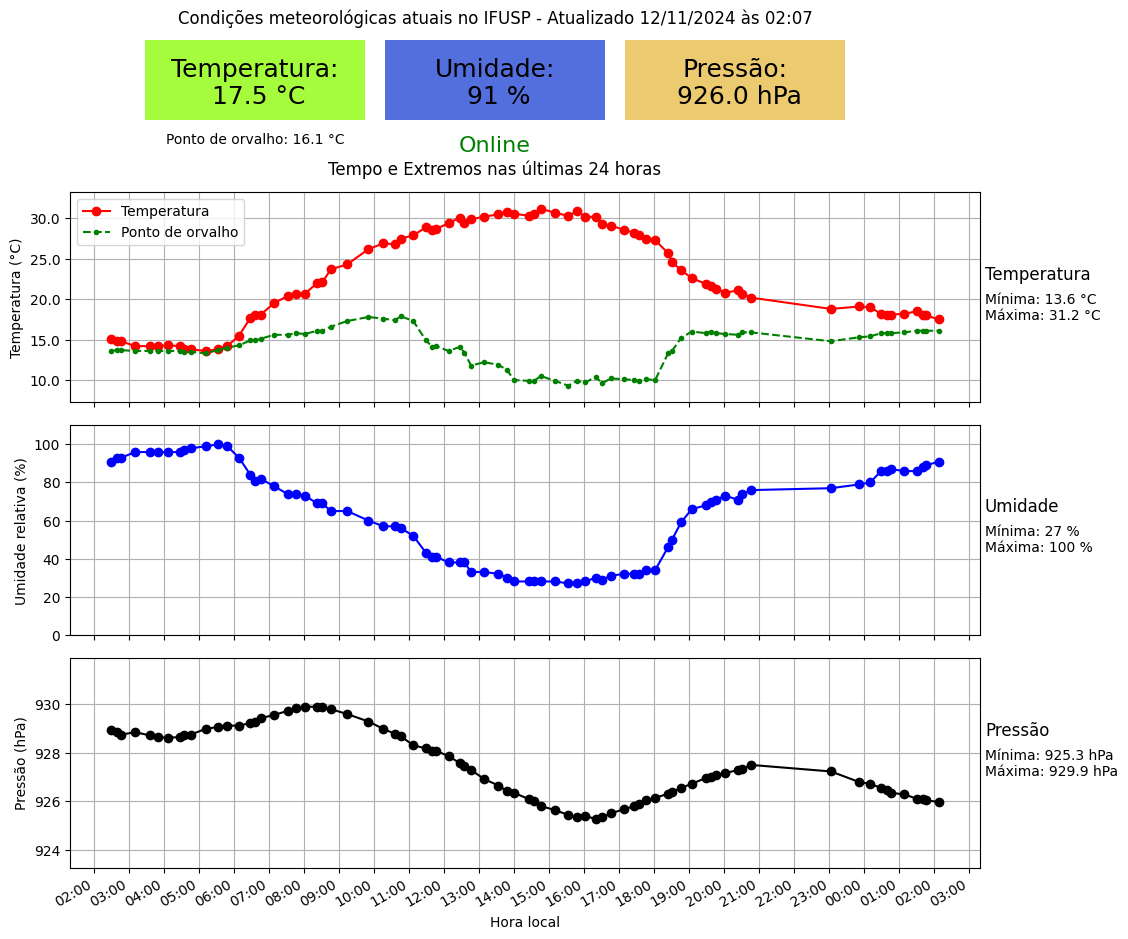 Condições meteorológicas atuais no IFUSP - Atualizado 12/11/2024 às 02:07
Temperatura:
17.5 °C
Umidade:
91 %
Pressão:
926.0 hPa
Ponto de orvalho: 16.1 °C
Online
Tempo e Extremos nas últimas 24 horas
Temperatura
Ponto de orvalho
Temperatura (°C)
30.0
25.0
20.0
15.0
10.0
Temperatura
Mínima: 13.6 °C
Máxima: 31.2 °C
Umidade relativa (%)
100
80
60
40
20
0
Umidade
Mínima: 27 %
Máxima: 100 %
Pressão (hPa)
930
928
926
924
Pressão
Mínima: 925.3 hPa
Máxima: 929.9 hPa
02:00 03:00 04:00 05:00 06:00 07:00 08:00 09:00 10:00 11:00 12:00 13:00 14:00 15:00 16:00 17:00 18:00 19:00 20:00 21:00 22:00 23:00 00:00 01:00 02:00 03:00
Hora local